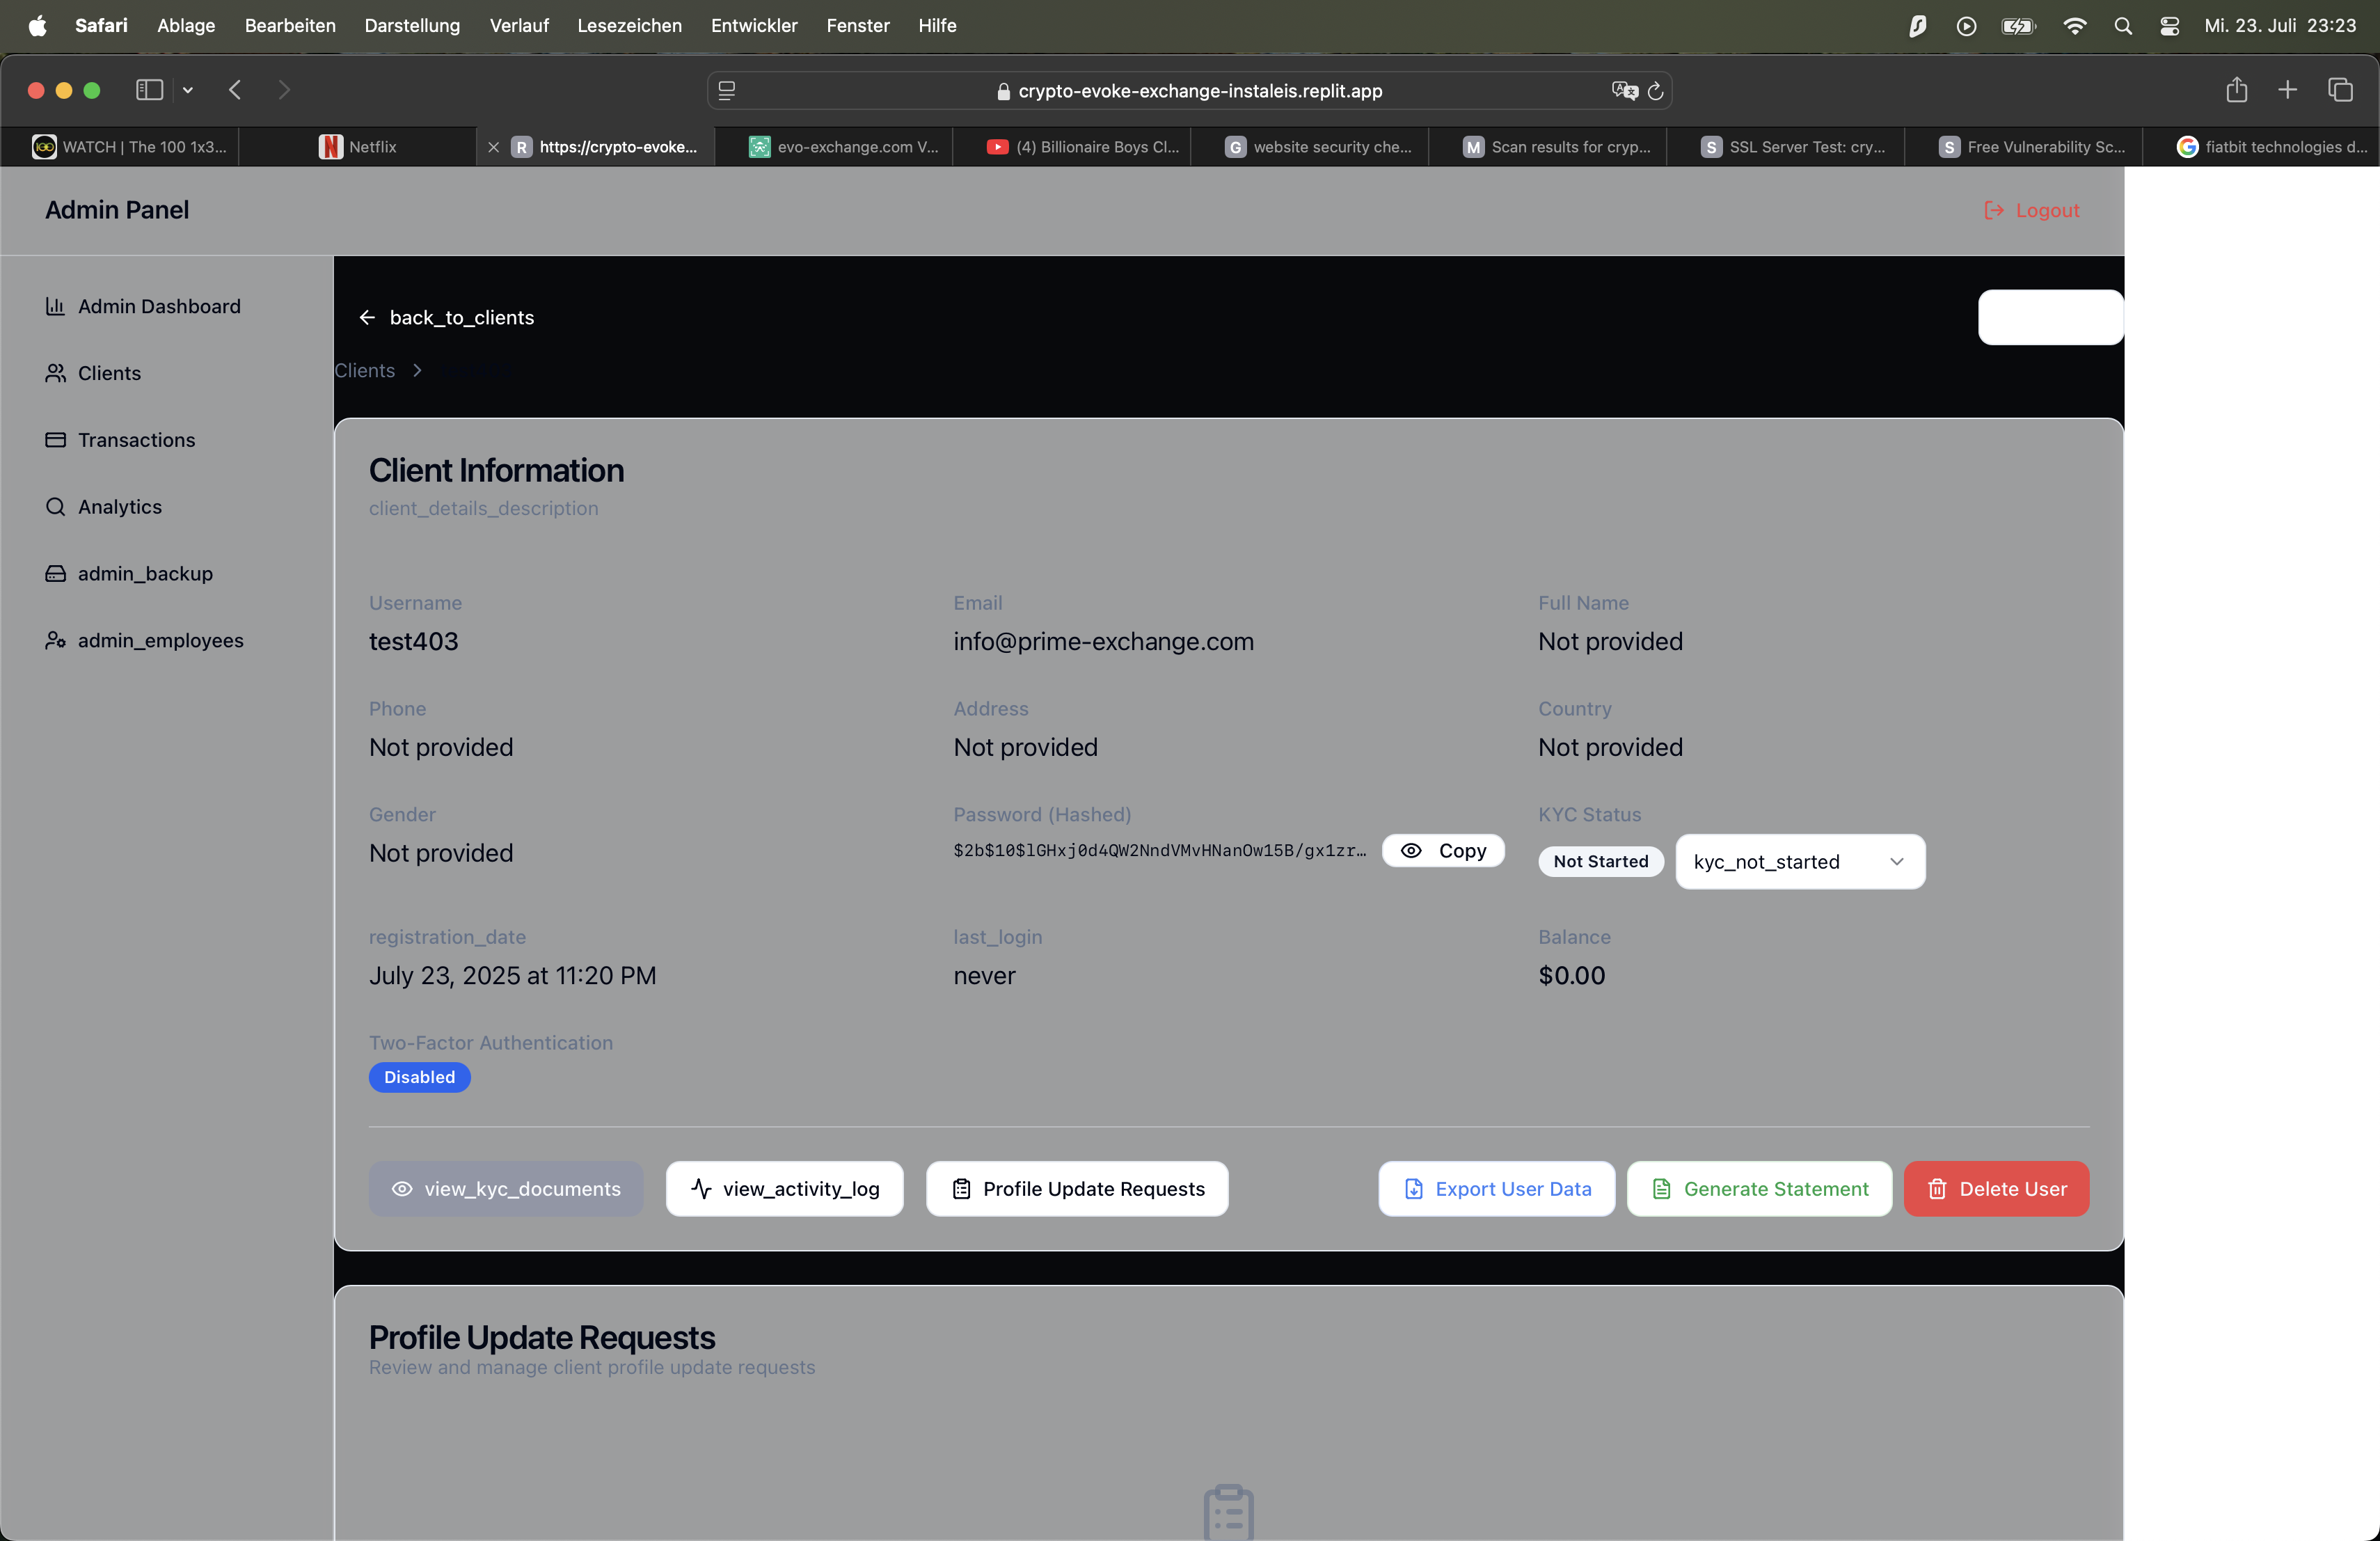 Safari Ablage Bearbeiten Darstellung Verlauf Lesezeichen Entwickler Fenster Hilfe Mi. 23. Juli 23:23
crypto-evoke-exchange-instaleis.replit.app
WATCH | The 100 1x3... Netflix https://crypto-evoke... evo-exchange.com V... (4) Billionaire Boys Cl... website security che... Scan results for cryp... SSL Server Test: cry... Free Vulnerability Sc... fiatbit technologies d...
Admin Panel
Logout
Admin Dashboard
Clients
Transactions
Analytics
admin_backup
admin_employees
back_to_clients
Clients
Client Information
client_details_description
Username
test403
Email
info@prime-exchange.com
Full Name
Not provided
Phone
Not provided
Address
Not provided
Country
Not provided
Gender
Not provided
Password (Hashed)
$2b$10$lGHxj0d4QW2NndVMvHNanOw15B/gx1zr...
Copy
KYC Status
Not Started
kyc_not_started
registration_date
July 23, 2025 at 11:20 PM
last_login
never
Balance
$0.00
Two-Factor Authentication
Disabled
view_kyc_documents
view_activity_log
Profile Update Requests
Export User Data
Generate Statement
Delete User
Profile Update Requests
Review and manage client profile update requests